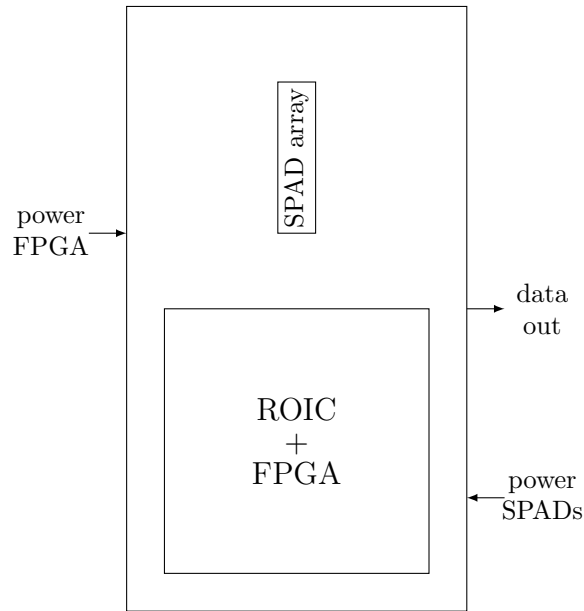 SPAD array
power
FPGA
data
out
ROIC
+
FPGA
power
SPADs